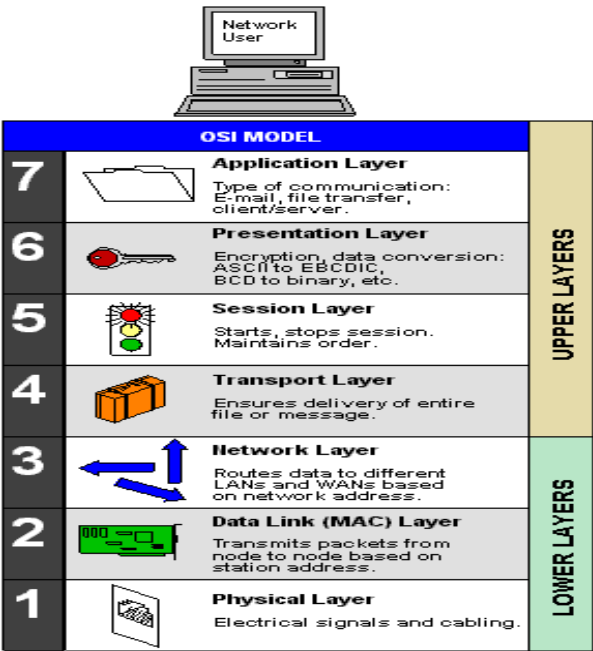 Network
User
OSI MODEL
7
Application Layer
Type of communication:
E-mail, file transfer,
client/server.
6
Presentation Layer
Encryption, data conversion:
ASCII to EBCDIC,
BCD to binary, etc.
5
Session Layer
Starts, stops session.
Maintains order.
4
Transport Layer
Ensures delivery of entire
file or message.
UPPER LAYERS
3
Network Layer
Routes data to different
LANs and WANs based
on network address.
2
Data Link (MAC) Layer
Transmits packets from
node to node based on
station address.
1
Physical Layer
Electrical signals and cabling.
LOWER LAYERS